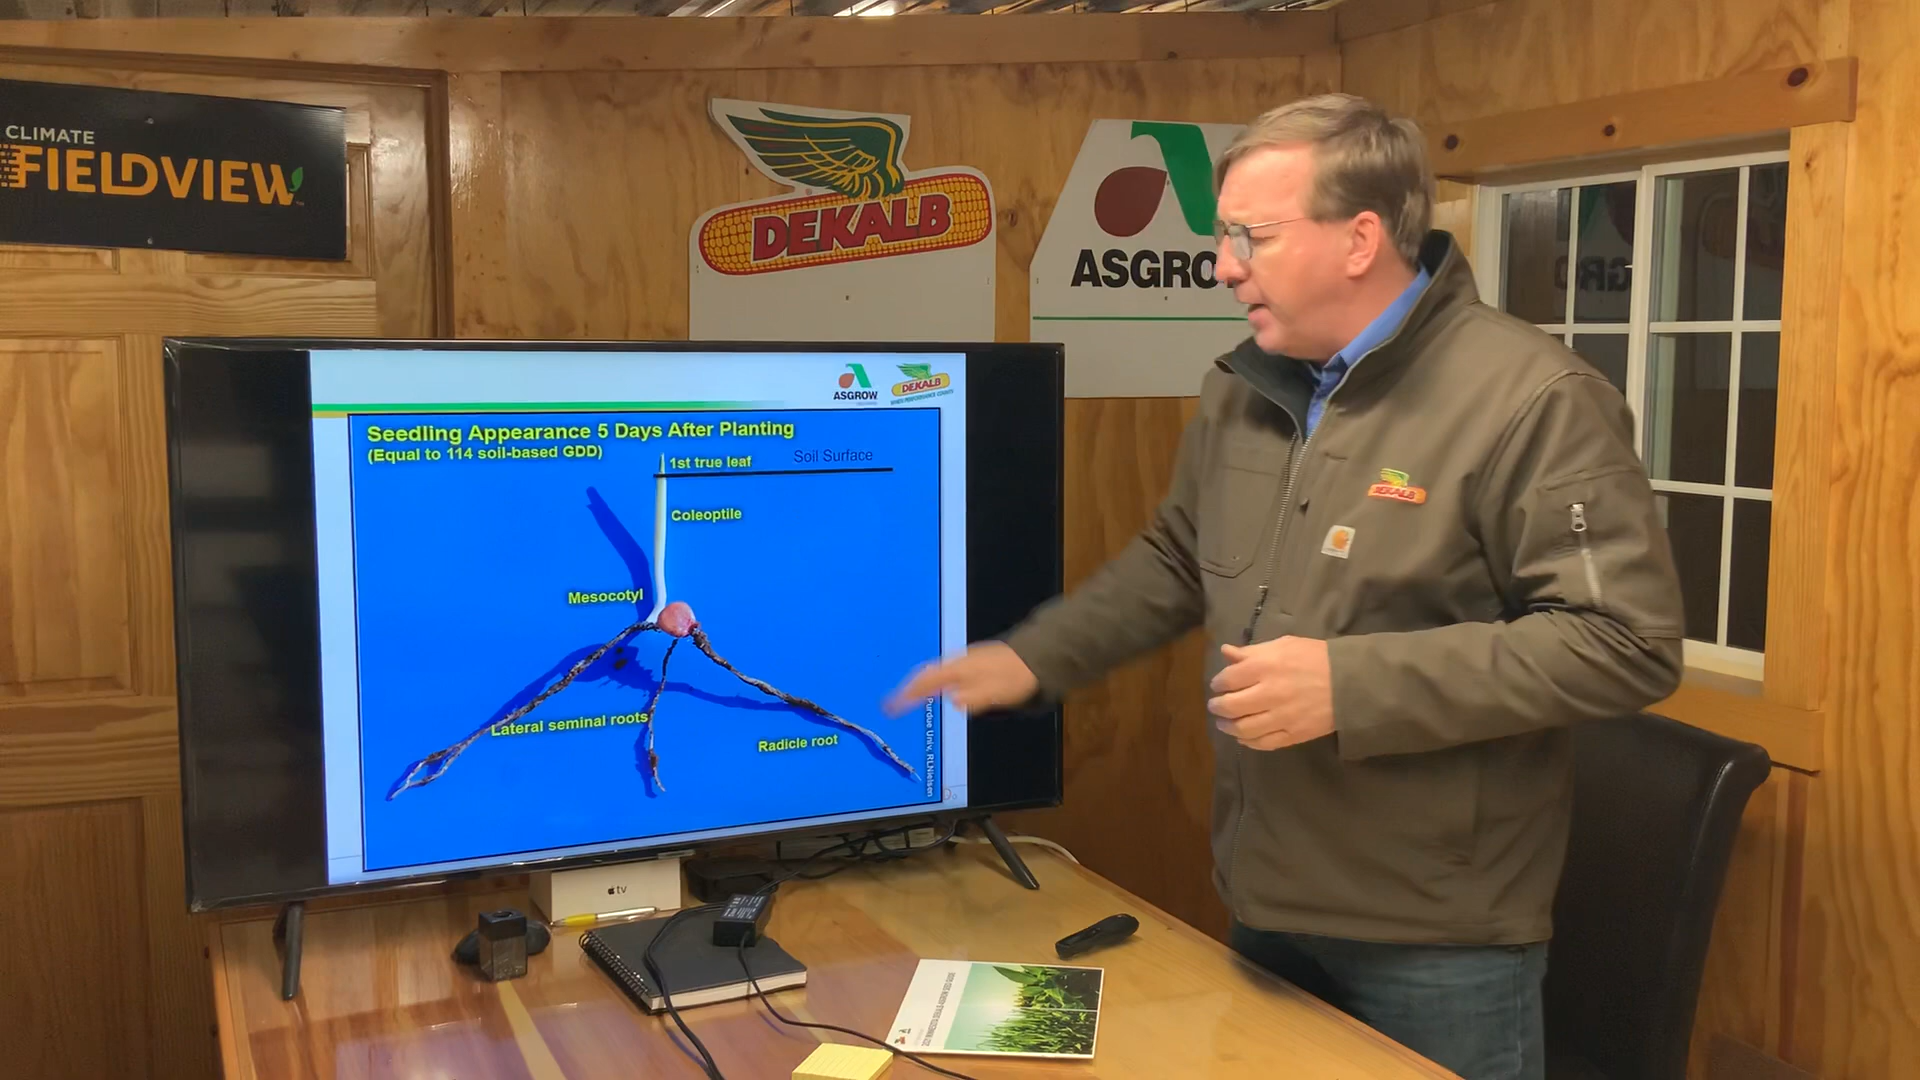 CLIMATE
FIELDVIEW
DEKALB
ASGRO
ASGROW
DEKALB
Seedling Appearance 5 Days After Planting
(Equal to 114 soil-based GDD)
1st true leaf
Soil Surface
Coleoptile
Mesocotyl
Lateral seminal roots
Radicle root
Purdue Univ, RLNielsen
DEKALB
tv